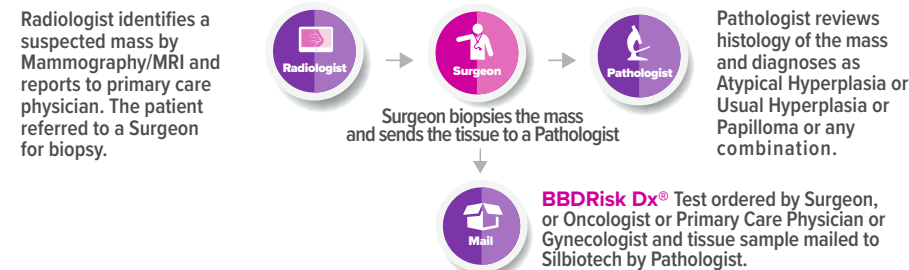 Radiologist identifies a
suspected mass by
Mammography/MRI and
reports to primary care
physician. The patient
referred to a Surgeon
for biopsy.
Radiologist
Surgeon
Pathologist
Surgeon biopsies the mass
and sends the tissue to a Pathologist
Pathologist reviews
histology of the mass
and diagnoses as
Atypical Hyperplasia or
Usual Hyperplasia or
Papilloma or any
combination.
Mail
BBDRisk Dx® Test ordered by Surgeon,
or Oncologist or Primary Care Physician or
Gynecologist and tissue sample mailed to
Silbiotech by Pathologist.